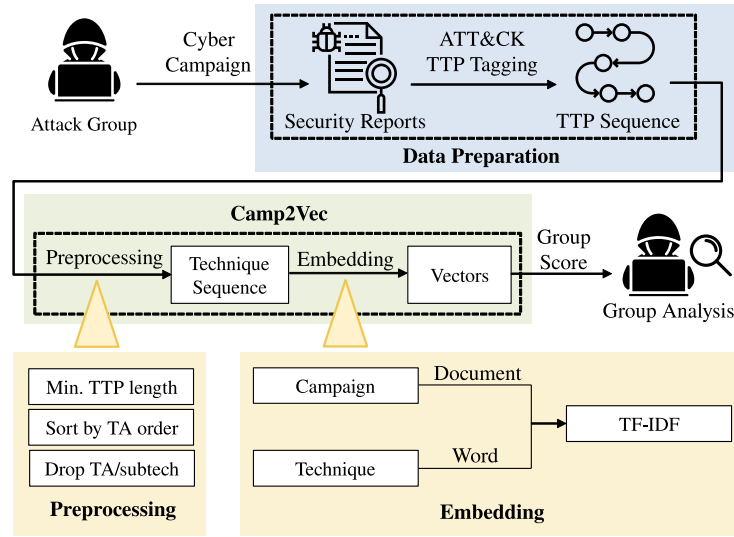 Attack Group
Cyber
Campaign
Security Reports
ATT&CK
TTP Tagging
TTP Sequence
Data Preparation
Camp2Vec
Preprocessing
Technique
Sequence
Embedding
Vectors
Group
Score
Group Analysis
Min. TTP length
Sort by TA order
Drop TA/subtech
Preprocessing
Campaign
Document
TF-IDF
Technique
Word
Embedding